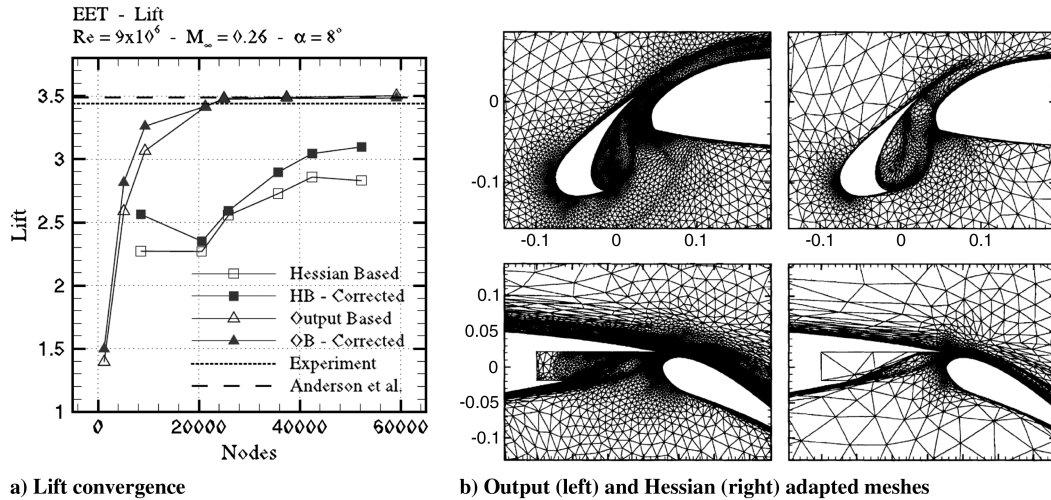 EET - Lift
Re = 9x10⁶ - M∞ = 0.26 - α = 8°
3.5
3
2.5
2
1.5
1
Lift
0
20000
40000
60000
Nodes
Hessian Based
HB - Corrected
Output Based
OB - Corrected
Experiment
Anderson et al.
0
-0.1
-0.1
0
0.1
-0.1
0
0.1
0.1
0.05
0
-0.05
-0.1
a) Lift convergence
b) Output (left) and Hessian (right) adapted meshes